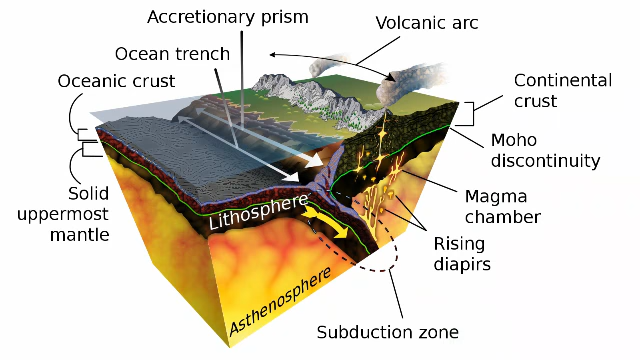 Accretionary prism
Volcanic arc
Ocean trench
Oceanic crust
Continental
crust
Moho
discontinuity
Solid
uppermost
mantle
Lithosphere
Magma
chamber
Rising
diapirs
Asthenosphere
Subduction zone